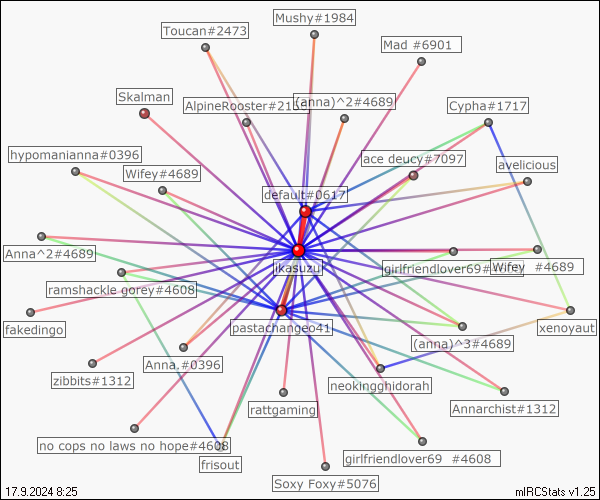 Mushy#1984
Toucan#2473
Mad #6901
Skalman
AlpineRooster#2
(anna)^2#4689
Cypha#1717
hypomanianna#0396
ace deucy#7097
avelicious
Wifey#4689
default#0617
Anna^2#4689
jikasuzui
girlfriendlover69#
Wifey #4689
ramshackle gorey#4608
fakedingo
pastachangeo41
xenoyaut
(anna)^3#4689
Anna.#0396
zibbits#1312
neokingghidorah
rattgaming
Annarchist#1312
no cops no laws no hope#4608
girlfriendlover69 #4608
frisout
Soxy Foxy#5076
17.9.2024 8:25
mIRCStats v1.25